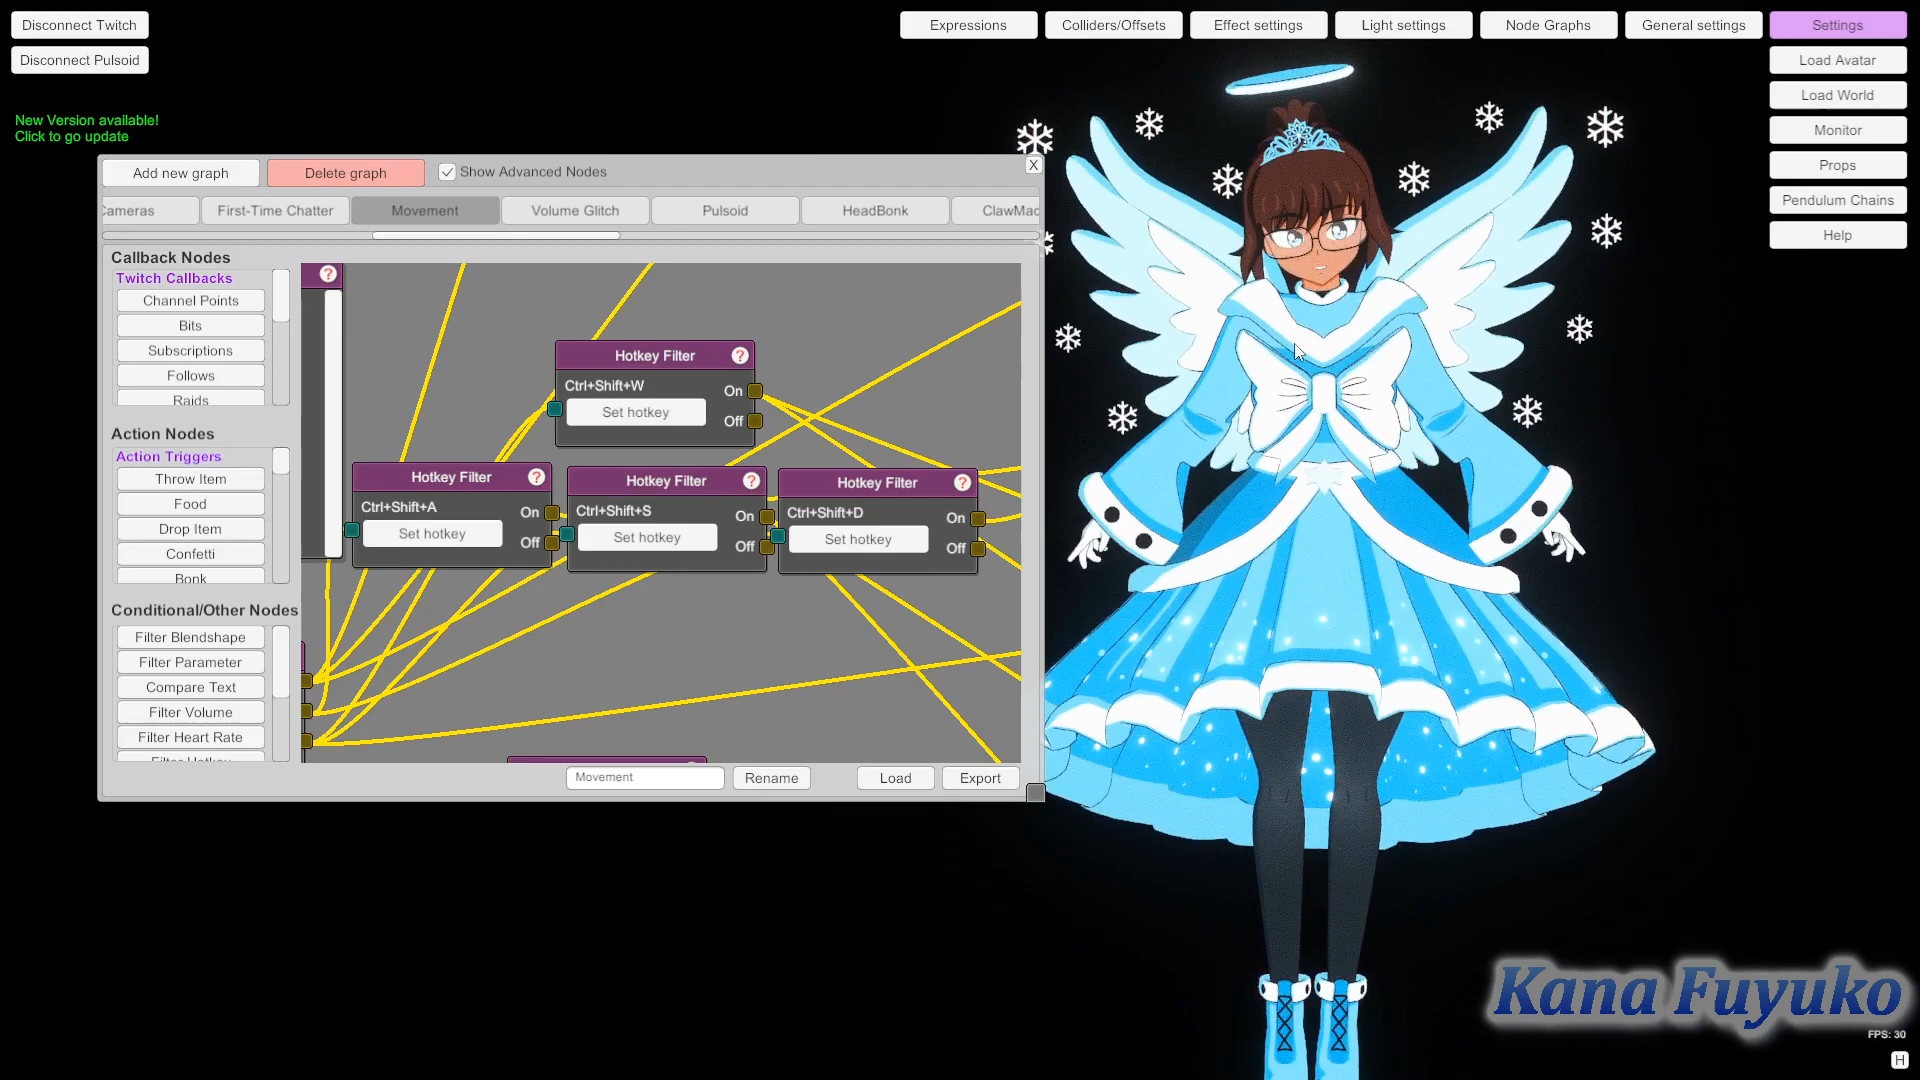 Disconnect Twitch
Disconnect Pulsoid
Expressions
Colliders/Offsets
Effect settings
Light settings
Node Graphs
General settings
Settings
Load Avatar
Load World
Monitor
Props
Pendulum Chains
Help
New Version available!
Click to go update
Add new graph
Delete graph
Show Advanced Nodes
X
Cameras
First-Time Chatter
Movement
Volume Glitch
Pulsoid
HeadBonk
ClawMac
Callback Nodes
Twitch Callbacks
Channel Points
Bits
Subscriptions
Follows
Raids
Action Nodes
Action Triggers
Throw Item
Food
Drop Item
Confetti
Bonk
Conditional/Other Nodes
Filter Blendshape
Filter Parameter
Compare Text
Filter Volume
Filter Heart Rate
Filter Hotkey
?
Hotkey Filter ?
Ctrl+Shift+W
Set hotkey
On
Off
Hotkey Filter ?
Ctrl+Shift+A
Set hotkey
On
Off
Hotkey Filter ?
Ctrl+Shift+S
Set hotkey
On
Off
Hotkey Filter ?
Ctrl+Shift+D
Set hotkey
On
Off
Movement
Rename
Load
Export
Kana Fuyuko
FPS: 30
H